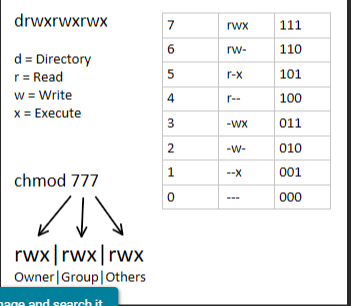 drwxrwxrwx
d = Directory
r = Read
w = Write
x = Execute
chmod 777
rwx|rwx|rwx
Owner|Group|Others
7 rwx 111
6 rw- 110
5 r-x 101
4 r-- 100
3 -wx 011
2 -w- 010
1 --x 001
0 --- 000
and search it